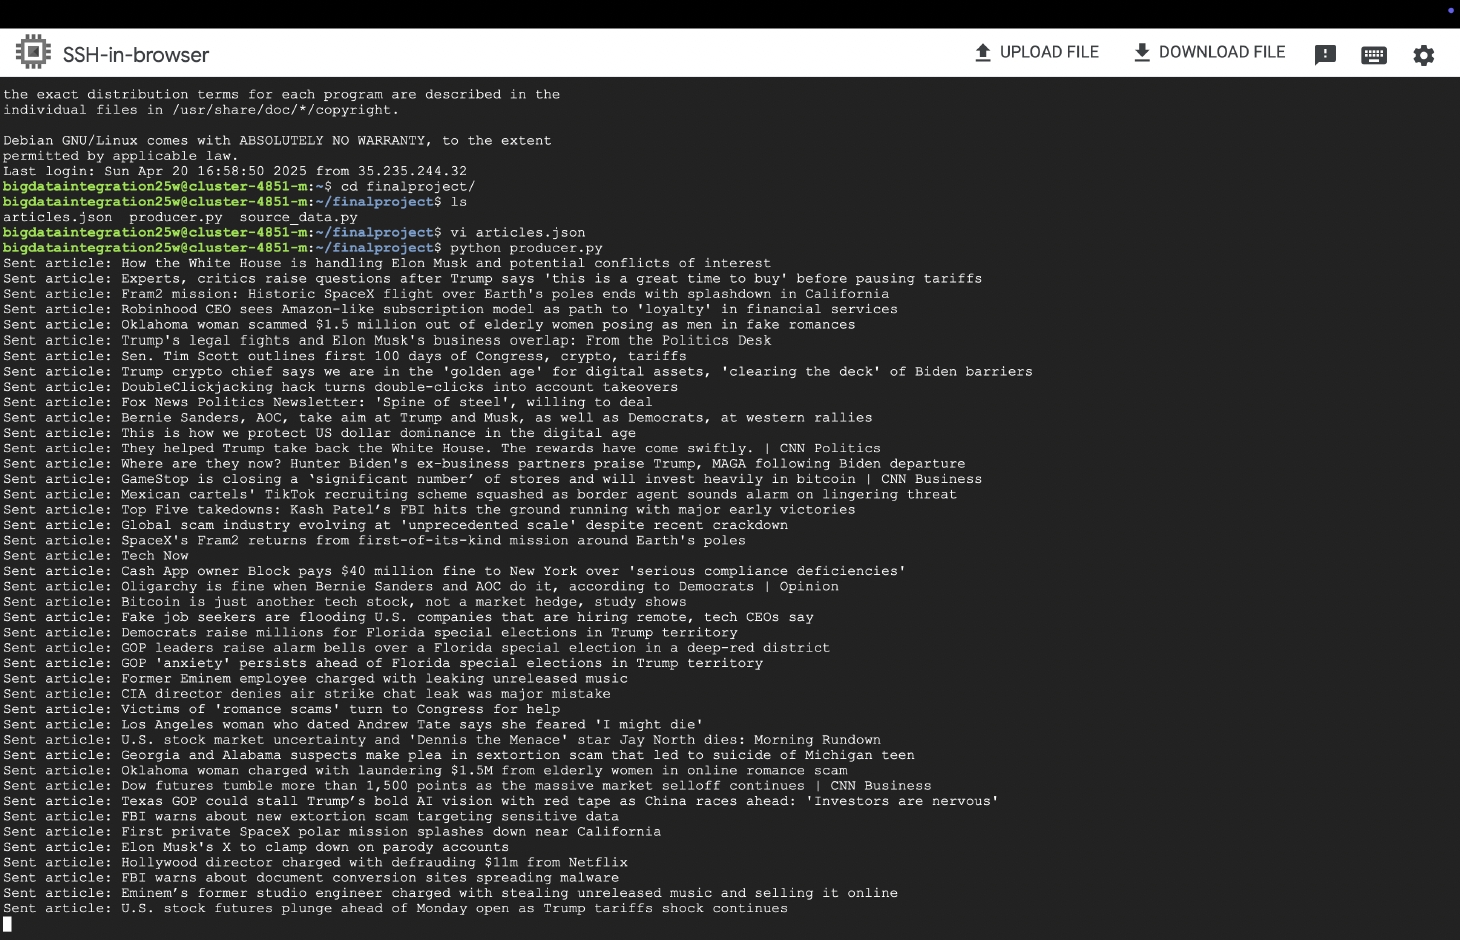 SSH-in-browser
UPLOAD FILE
DOWNLOAD FILE
the exact distribution terms for each program are described in the
individual files in /usr/share/doc/*/copyright.
Debian GNU/Linux comes with ABSOLUTELY NO WARRANTY, to the extent
permitted by applicable law.
Last login: Sun Apr 20 16:58:50 2025 from 35.235.244.32
bigdataintegration25w@cluster-4851-m:~$ cd finalproject/
bigdataintegration25w@cluster-4851-m:~/finalproject$ ls
articles.json  producer.py  source_data.py
bigdataintegration25w@cluster-4851-m:~/finalproject$ vi articles.json
bigdataintegration25w@cluster-4851-m:~/finalproject$ python producer.py
Sent article: How the White House is handling Elon Musk and potential conflicts of interest
Sent article: Experts, critics raise questions after Trump says 'this is a great time to buy' before pausing tariffs
Sent article: Fram2 mission: Historic SpaceX flight over Earth's poles ends with splashdown in California
Sent article: Robinhood CEO sees Amazon-like subscription model as path to 'loyalty' in financial services
Sent article: Oklahoma woman scammed $1.5 million out of elderly women posing as men in fake romances
Sent article: Trump's legal fights and Elon Musk's business overlap: From the Politics Desk
Sent article: Sen. Tim Scott outlines first 100 days of Congress, crypto, tariffs
Sent article: Trump crypto chief says we are in the 'golden age' for digital assets, 'clearing the deck' of Biden barriers
Sent article: DoubleClickjacking hack turns double-clicks into account takeovers
Sent article: Fox News Politics Newsletter: 'Spine of steel', willing to deal
Sent article: Bernie Sanders, AOC, take aim at Trump and Musk, as well as Democrats, at western rallies
Sent article: This is how we protect US dollar dominance in the digital age
Sent article: They helped Trump take back the White House. The rewards have come swiftly. | CNN Politics
Sent article: Where are they now? Hunter Biden's ex-business partners praise Trump, MAGA following Biden departure
Sent article: GameStop is closing a ‘significant number’ of stores and will invest heavily in bitcoin | CNN Business
Sent article: Mexican cartels' TikTok recruiting scheme squashed as border agent sounds alarm on lingering threat
Sent article: Top Five takedowns: Kash Patel’s FBI hits the ground running with major early victories
Sent article: Global scam industry evolving at 'unprecedented scale' despite recent crackdown
Sent article: SpaceX's Fram2 returns from first-of-its-kind mission around Earth's poles
Sent article: Tech Now
Sent article: Cash App owner Block pays $40 million fine to New York over 'serious compliance deficiencies'
Sent article: Oligarchy is fine when Bernie Sanders and AOC do it, according to Democrats | Opinion
Sent article: Bitcoin is just another tech stock, not a market hedge, study shows
Sent article: Fake job seekers are flooding U.S. companies that are hiring remote, tech CEOs say
Sent article: Democrats raise millions for Florida special elections in Trump territory
Sent article: GOP leaders raise alarm bells over a Florida special election in a deep-red district
Sent article: GOP 'anxiety' persists ahead of Florida special elections in Trump territory
Sent article: Former Eminem employee charged with leaking unreleased music
Sent article: CIA director denies air strike chat leak was major mistake
Sent article: Victims of 'romance scams' turn to Congress for help
Sent article: Los Angeles woman who dated Andrew Tate says she feared 'I might die'
Sent article: U.S. stock market uncertainty and 'Dennis the Menace' star Jay North dies: Morning Rundown
Sent article: Georgia and Alabama suspects make plea in sextortion scam that led to suicide of Michigan teen
Sent article: Oklahoma woman charged with laundering $1.5M from elderly women in online romance scam
Sent article: Dow futures tumble more than 1,500 points as the massive market selloff continues | CNN Business
Sent article: Texas GOP could stall Trump’s bold AI vision with red tape as China races ahead: 'Investors are nervous'
Sent article: FBI warns about new extortion scam targeting sensitive data
Sent article: First private SpaceX polar mission splashes down near California
Sent article: Elon Musk's X to clamp down on parody accounts
Sent article: Hollywood director charged with defrauding $11m from Netflix
Sent article: FBI warns about document conversion sites spreading malware
Sent article: Eminem’s former studio engineer charged with stealing unreleased music and selling it online
Sent article: U.S. stock futures plunge ahead of Monday open as Trump tariffs shock continues